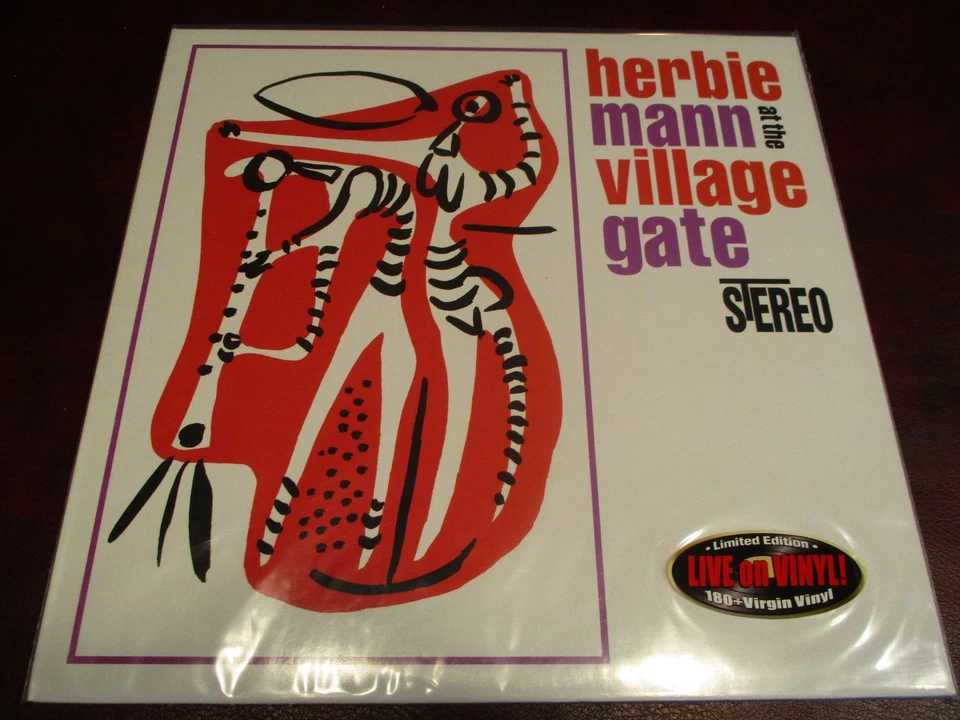 herbie
mann at the
village
gate
STEREO
• Limited Edition •
LIVE on VINYL!
180+Virgin Vinyl